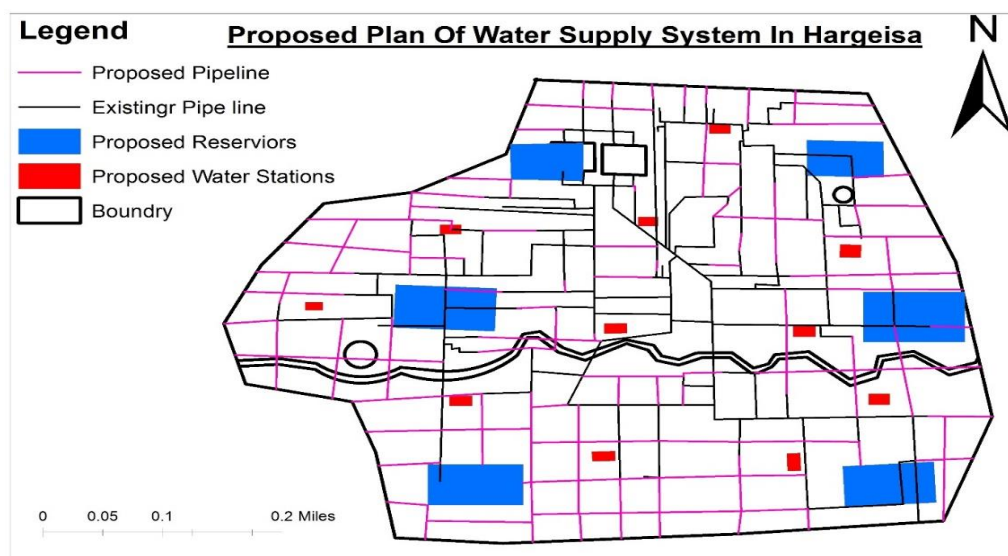 Legend
Proposed Plan Of Water Supply System In Hargeisa
N
Proposed Pipeline
Existingr Pipe line
Proposed Reserviors
Proposed Water Stations
Boundry
0 0.05 0.1 0.2 Miles